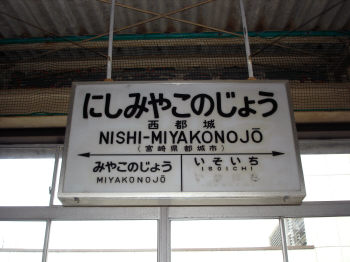 にしみやこのじょう
西都城
NISHI-MIYAKONOJŌ
(宮崎県都城市)
みやこのじょう いそいち
MIYAKONOJŌ ISOICHI